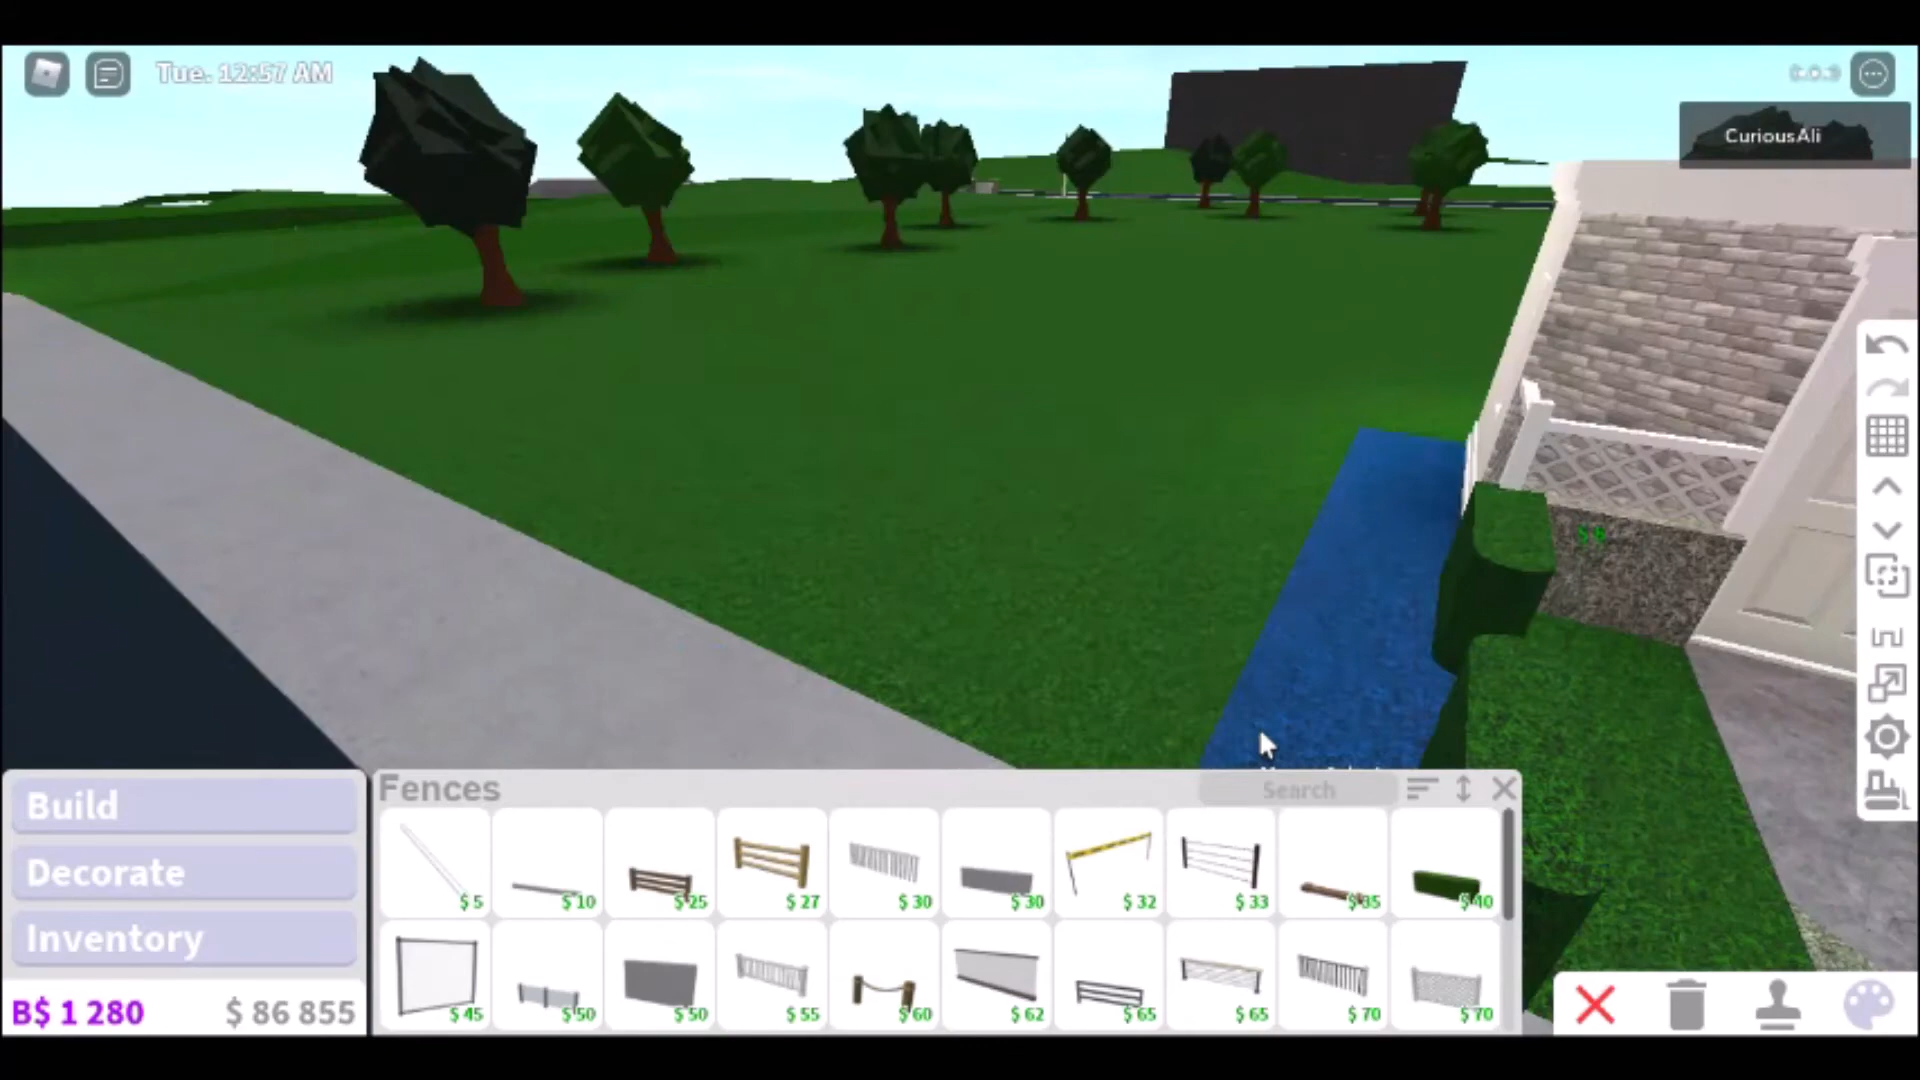 Tue. 12:57 AM
CuriousAli
$ 6
Fences
Search
Build
Decorate
Inventory
B$ 1 280
$ 86 855
$ 5
$ 10
$ 25
$ 27
$ 30
$ 30
$ 32
$ 33
$ 35
$ 40
$ 45
$ 50
$ 50
$ 55
$ 60
$ 62
$ 65
$ 65
$ 70
$ 70